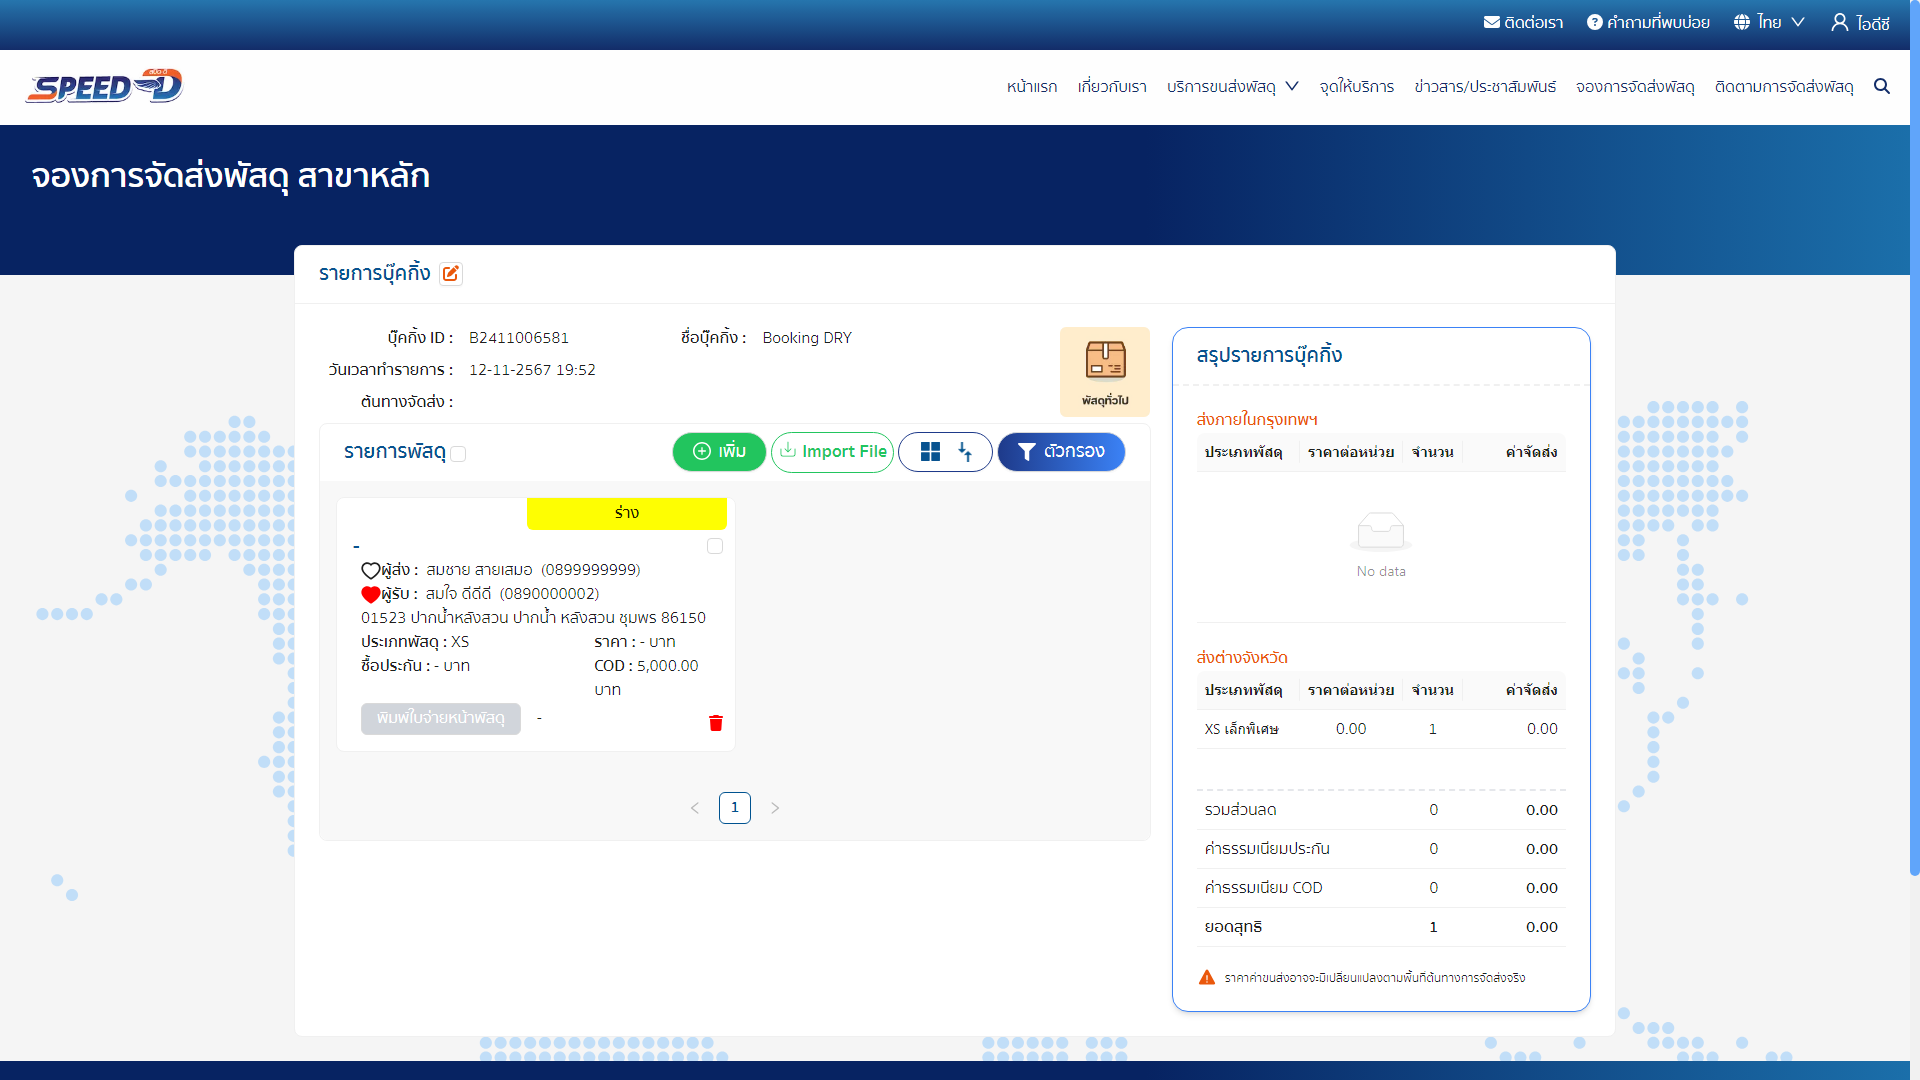 ติดต่อเรา คำถามที่พบบ่อย ไทย ไอดีซี
สปีด-ดี
SPEED-D
หน้าแรก เกี่ยวกับเรา บริการขนส่งพัสดุ จุดให้บริการ ข่าวสาร/ประชาสัมพันธ์ จองการจัดส่งพัสดุ ติดตามการจัดส่งพัสดุ
จองการจัดส่งพัสดุ สาขาหลัก
รายการบุ๊คกิ้ง
บุ๊คกิ้ง ID : B2411006581 ชื่อบุ๊คกิ้ง : Booking DRY
วันเวลาทำรายการ : 12-11-2567 19:52
ต้นทางจัดส่ง :
พัสดุทั่วไป
รายการพัสดุ เพิ่ม Import File ตัวกรอง
ร่าง
-
ผู้ส่ง : สมชาย สายเสมอ (0899999999)
ผู้รับ : สมใจ ดีดีดี (0890000002)
01523 ปากน้ำหลังสวน ปากน้ำ หลังสวน ชุมพร 86150
ประเภทพัสดุ : XS ราคา : - บาท
ซื้อประกัน : - บาท COD : 5,000.00 บาท
พิมพ์ใบจ่ายหน้าพัสดุ -
1
สรุปรายการบุ๊คกิ้ง
ส่งภายในกรุงเทพฯ
ประเภทพัสดุ ราคาต่อหน่วย จำนวน ค่าจัดส่ง
No data
ส่งต่างจังหวัด
ประเภทพัสดุ ราคาต่อหน่วย จำนวน ค่าจัดส่ง
XS เล็กพิเศษ 0.00 1 0.00
รวมส่วนลด 0 0.00
ค่าธรรมเนียมประกัน 0 0.00
ค่าธรรมเนียม COD 0 0.00
ยอดสุทธิ 1 0.00
ราคาค่าขนส่งอาจจะมีเปลี่ยนแปลงตามพื้นที่ต้นทางการจัดส่งจริง